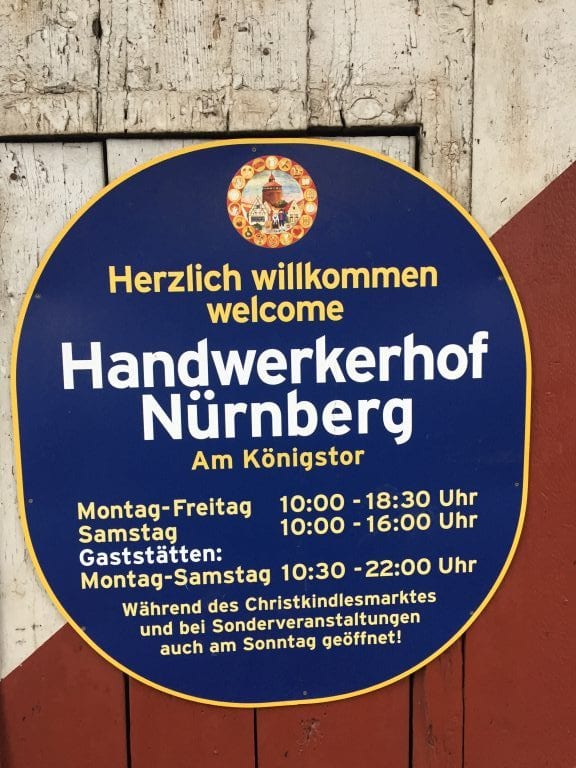 Herzlich willkommen
welcome
Handwerkerhof
Nürnberg
Am Königstor
Montag-Freitag 10:00 - 18:30 Uhr
Samstag 10:00 - 16:00 Uhr
Gaststätten:
Montag-Samstag 10:30 - 22:00 Uhr
Während des Christkindlesmarktes
und bei Sonderveranstaltungen
auch am Sonntag geöffnet!